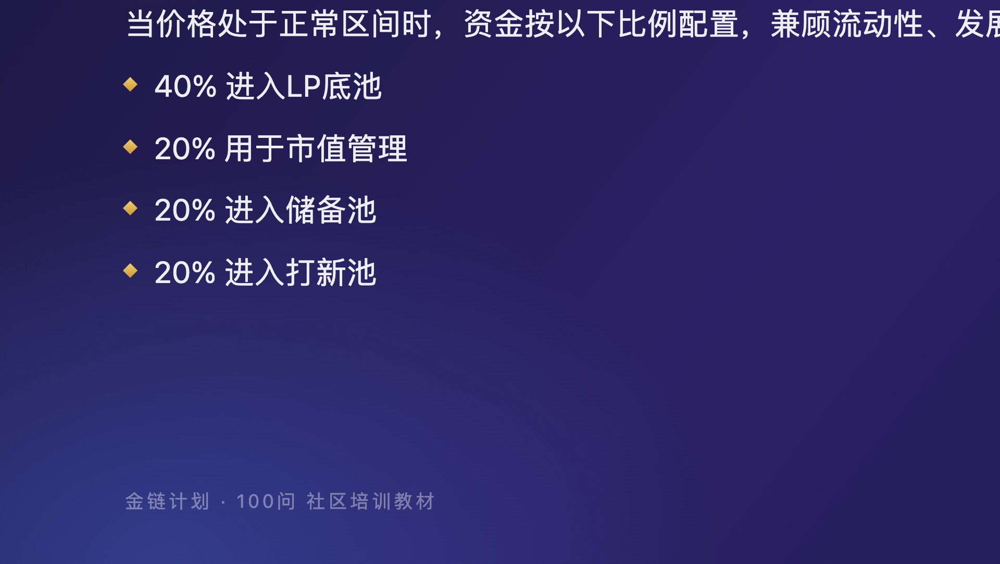 当价格处于正常区间时，资金按以下比例配置，兼顾流动性、发展
40% 进入LP底池
20% 用于市值管理
20% 进入储备池
20% 进入打新池
金链计划 · 100问 社区培训教材